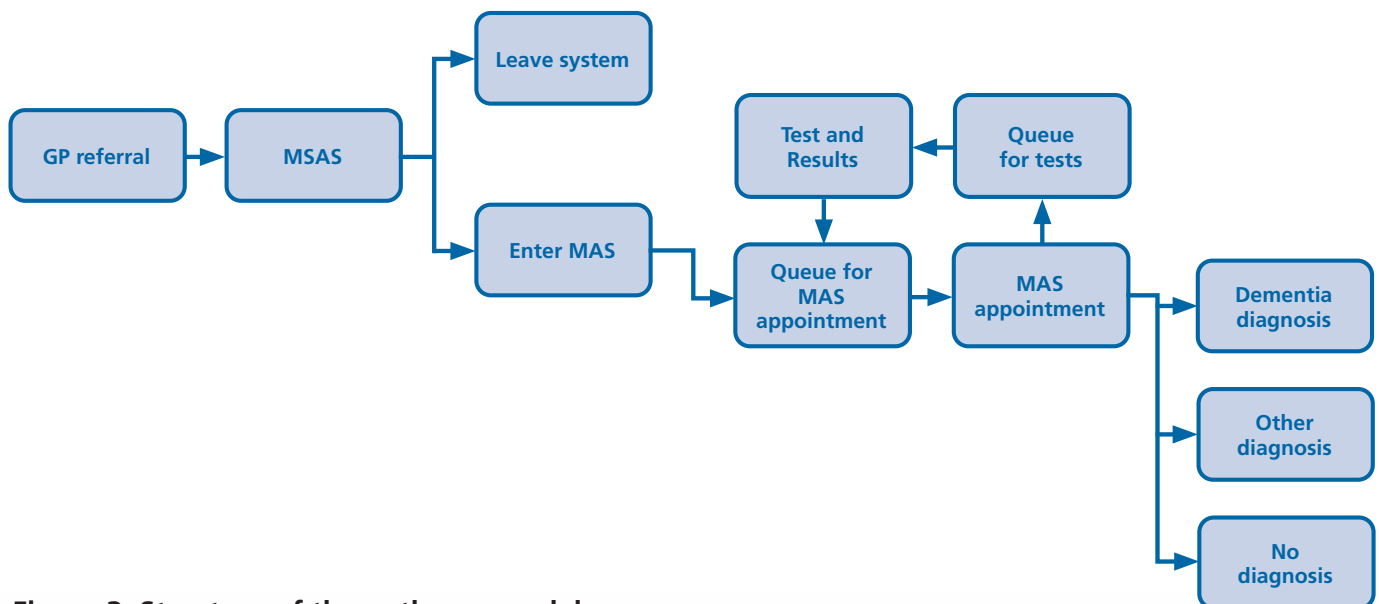 Leave system
GP referral
MSAS
Test and
Results
Queue
for tests
Enter MAS
Queue for
MAS
appointment
MAS
appointment
Dementia
diagnosis
Other
diagnosis
No
diagnosis